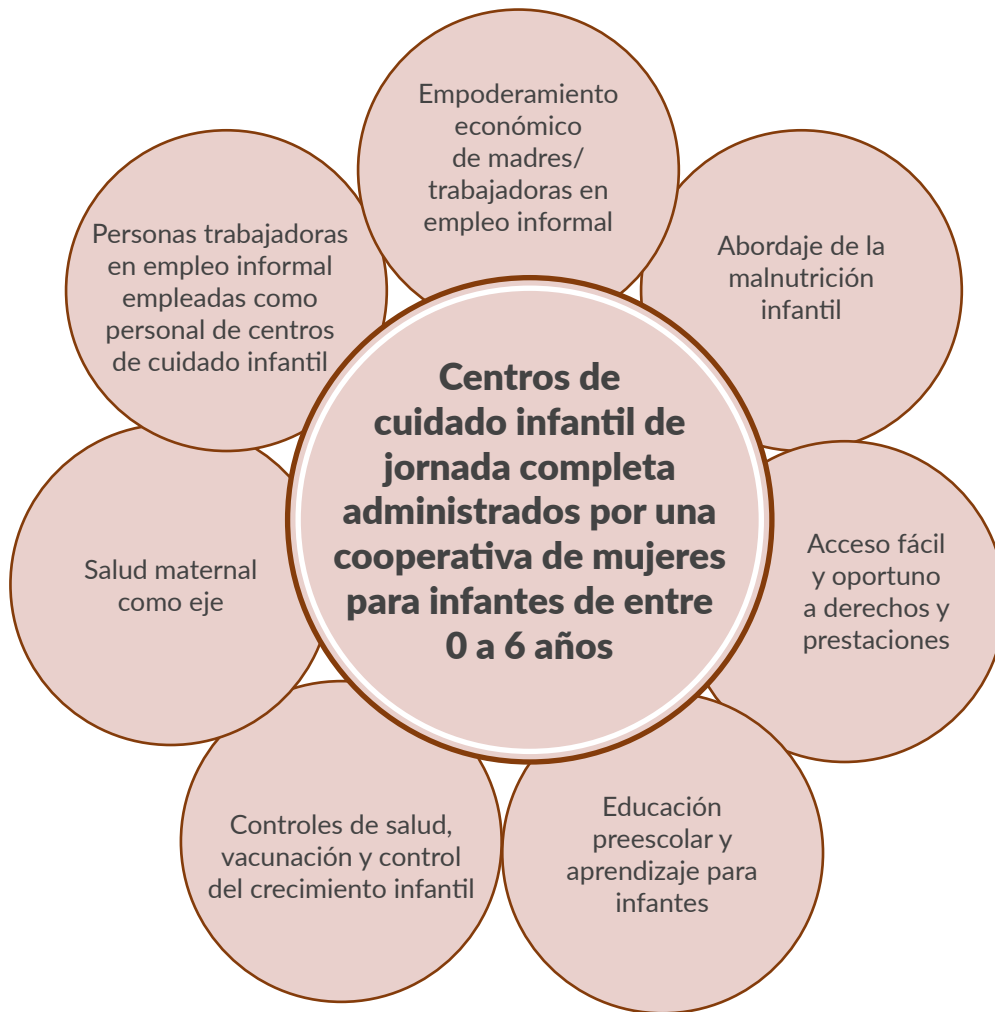 Empoderamiento
económico
de madres/
trabajadoras en
empleo informal
Abordaje de la
malnutrición
infantil
Acceso fácil
y oportuno
a derechos y
prestaciones
Educación
preescolar y
aprendizaje para
infantes
Controles de salud,
vacunación y control
del crecimiento infantil
Salud maternal
como eje
Personas trabajadoras
en empleo informal
empleadas como
personal de centros
de cuidado infantil
Centros de
cuidado infantil de
jornada completa
administrados por una
cooperativa de mujeres
para infantes de entre
0 a 6 años